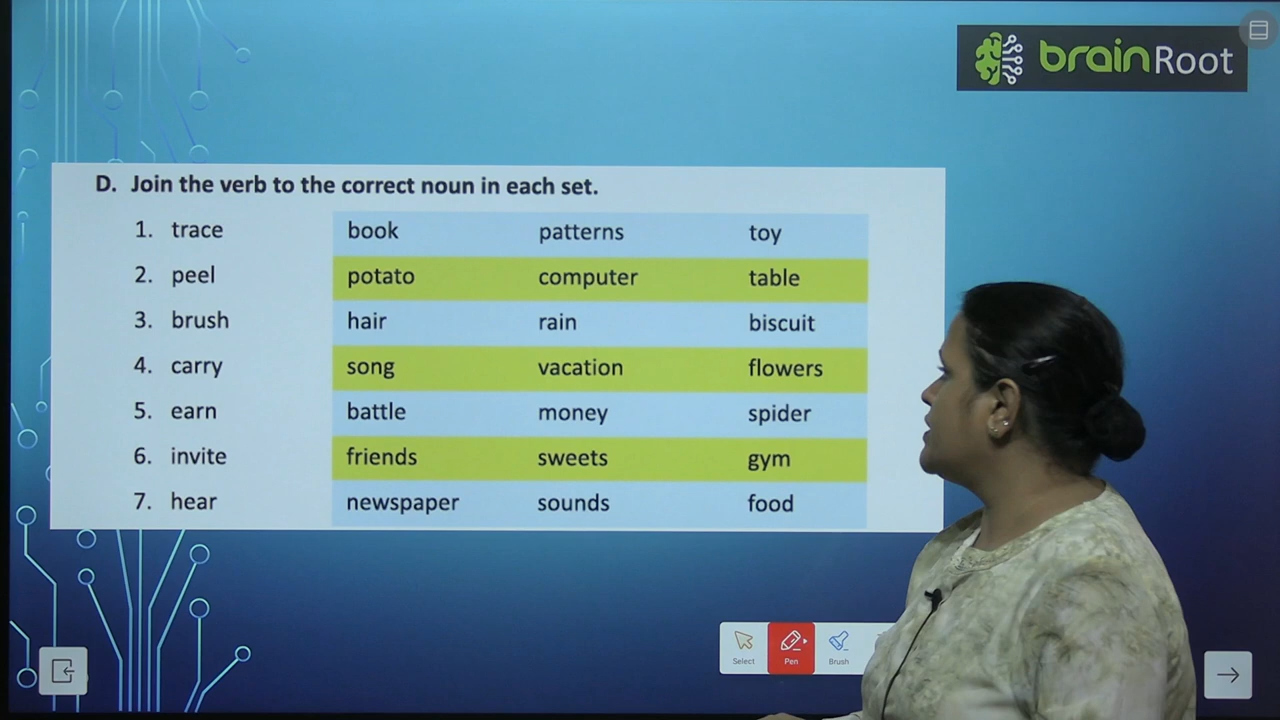 brainRoot
D. Join the verb to the correct noun in each set.
1. trace book patterns toy
2. peel potato computer table
3. brush hair rain biscuit
4. carry song vacation flowers
5. earn battle money spider
6. invite friends sweets gym
7. hear newspaper sounds food
Select Pen Brush